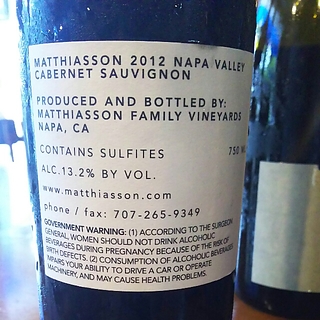 MATTHIASSON 2012 NAPA VALLEY
CABERNET SAUVIGNON
PRODUCED AND BOTTLED BY:
MATTHIASSON FAMILY VINEYARDS
NAPA, CA
CONTAINS SULFITES 750 M
ALC.13.2% BY VOL.
www.matthiasson.com
phone / fax: 707-265-9349
GOVERNMENT WARNING: (1) ACCORDING TO THE SURGEON
GENERAL, WOMEN SHOULD NOT DRINK ALCOHOLIC
BEVERAGES DURING PREGNANCY BECAUSE OF THE RISK OF
BIRTH DEFECTS. (2) CONSUMPTION OF ALCOHOLIC BEVERAGES
IMPAIRS YOUR ABILITY TO DRIVE A CAR OR OPERATE
MACHINERY, AND MAY CAUSE HEALTH PROBLEMS.